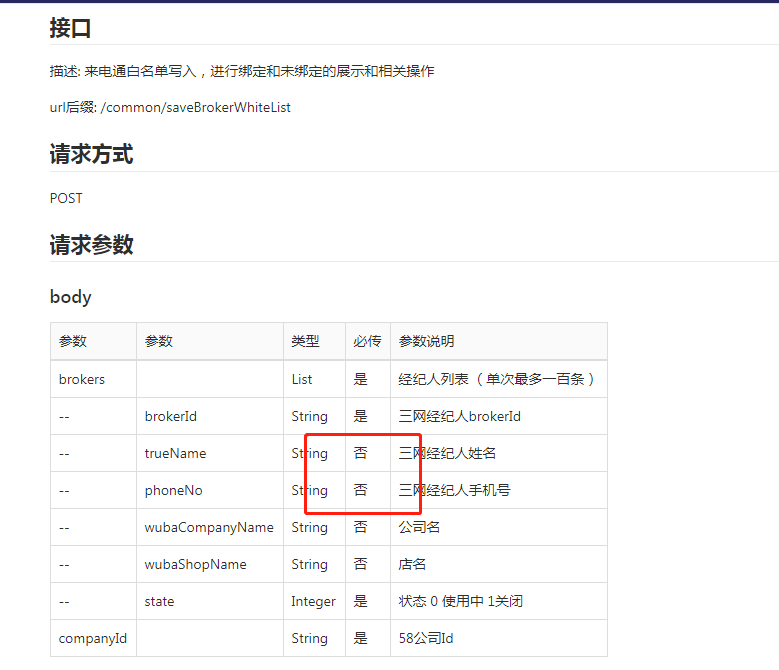 接口
描述: 来电通白名单写入，进行绑定和未绑定的展示和相关操作
url后缀: /common/saveBrokerWhiteList
请求方式
POST
请求参数
body
参数 参数 类型 必传 参数说明
brokers List 是 经纪人列表（单次最多一百条）
-- brokerId String 是 三网经纪人brokerId
-- trueName String 否 三网经纪人姓名
-- phoneNo String 否 三网经纪人手机号
-- wubaCompanyName String 否 公司名
-- wubaShopName String 否 店名
-- state Integer 是 状态 0 使用中 1关闭
companyId String 是 58公司Id